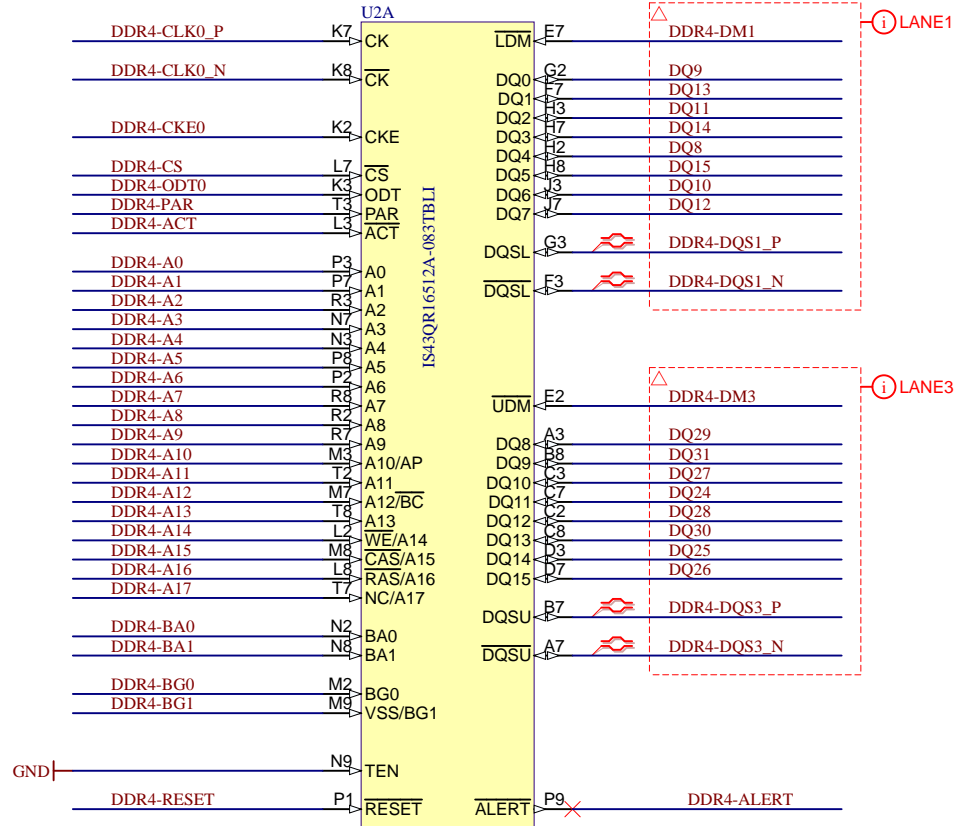 U2A
DDR4-CLK0_P K7 CK LDM E7 DDR4-DM1 i LANE1
DDR4-CLK0_N K8 CK DQ0 G2 DQ9
DQ1 F7 DQ13
DQ2 H3 DQ11
DDR4-CKE0 K2 CKE DQ3 H7 DQ14
DQ4 H2 DQ8
DDR4-CS L7 CS DQ5 H8 DQ15
DDR4-ODT0 K3 ODT DQ6 J3 DQ10
DDR4-PAR T3 PAR DQ7 J7 DQ12
DDR4-ACT L3 ACT
DQSL G3 DDR4-DQS1_P
DDR4-A0 P3 A0
DDR4-A1 P7 A1 DQSL F3 DDR4-DQS1_N
DDR4-A2 R3 A2
DDR4-A3 N7 A3
DDR4-A4 N3 A4
DDR4-A5 P8 A5
DDR4-A6 P2 A6 i LANE3
DDR4-A7 R8 A7 UDM E2 DDR4-DM3
DDR4-A8 R2 A8
DDR4-A9 R7 A9 DQ8 A3 DQ29
DDR4-A10 M3 A10/AP DQ9 B8 DQ31
DDR4-A11 T2 A11 DQ10 C3 DQ27
DDR4-A12 M7 A12/BC DQ11 C7 DQ24
DDR4-A13 T8 A13 DQ12 C2 DQ28
DDR4-A14 L2 WE/A14 DQ13 C8 DQ30
DDR4-A15 M8 CAS/A15 DQ14 D3 DQ25
DDR4-A16 L8 RAS/A16 DQ15 D7 DQ26
DDR4-A17 T7 NC/A17
DQSU B7 DDR4-DQS3_P
DDR4-BA0 N2 BA0
DDR4-BA1 N8 BA1 DQSU A7 DDR4-DQS3_N
DDR4-BG0 M2 BG0
DDR4-BG1 M9 VSS/BG1
GND N9 TEN
DDR4-RESET P1 RESET ALERT P9 DDR4-ALERT
IS43QR16512A-083TBLI